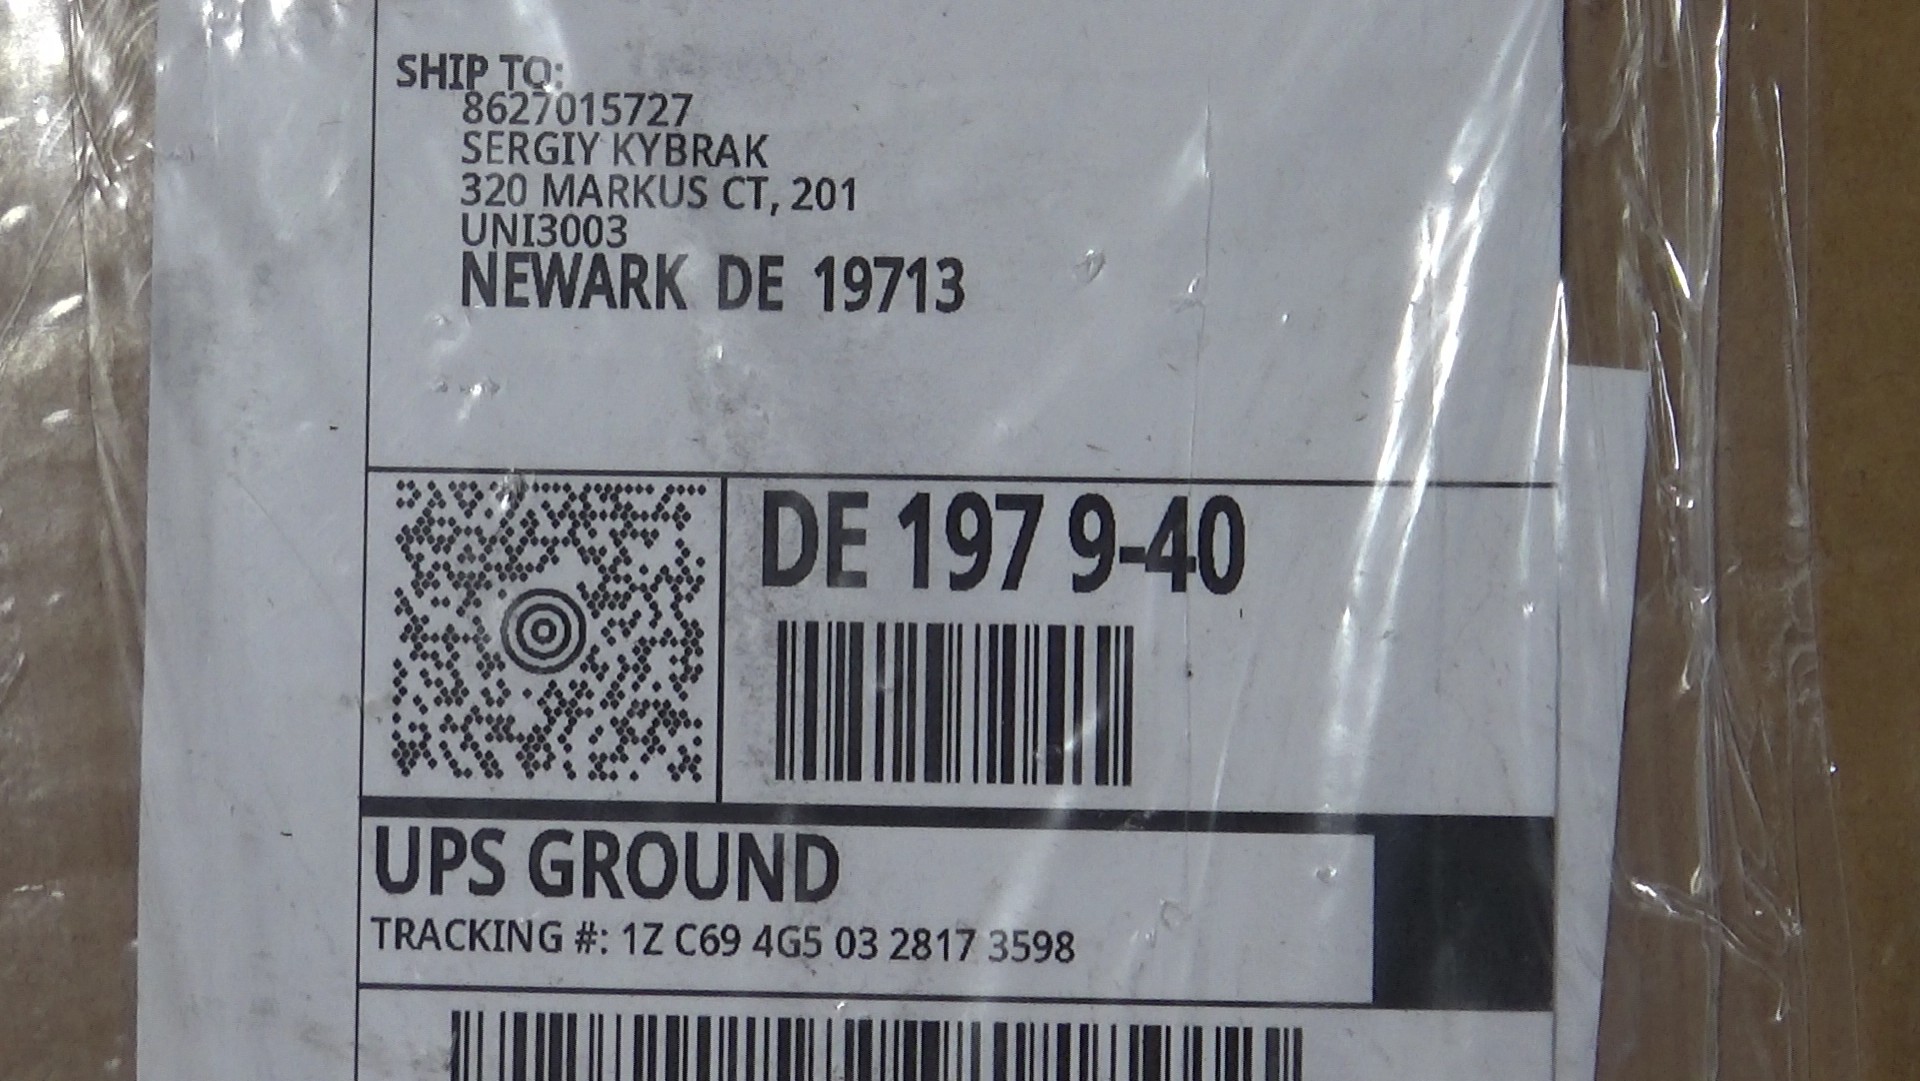 SHIP TO:
8627015727
SERGIY KYBRAK
320 MARKUS CT, 201
UNI3003
NEWARK DE 19713
DE 197 9-40
UPS GROUND
TRACKING #: 1Z C69 4G5 03 2817 3598